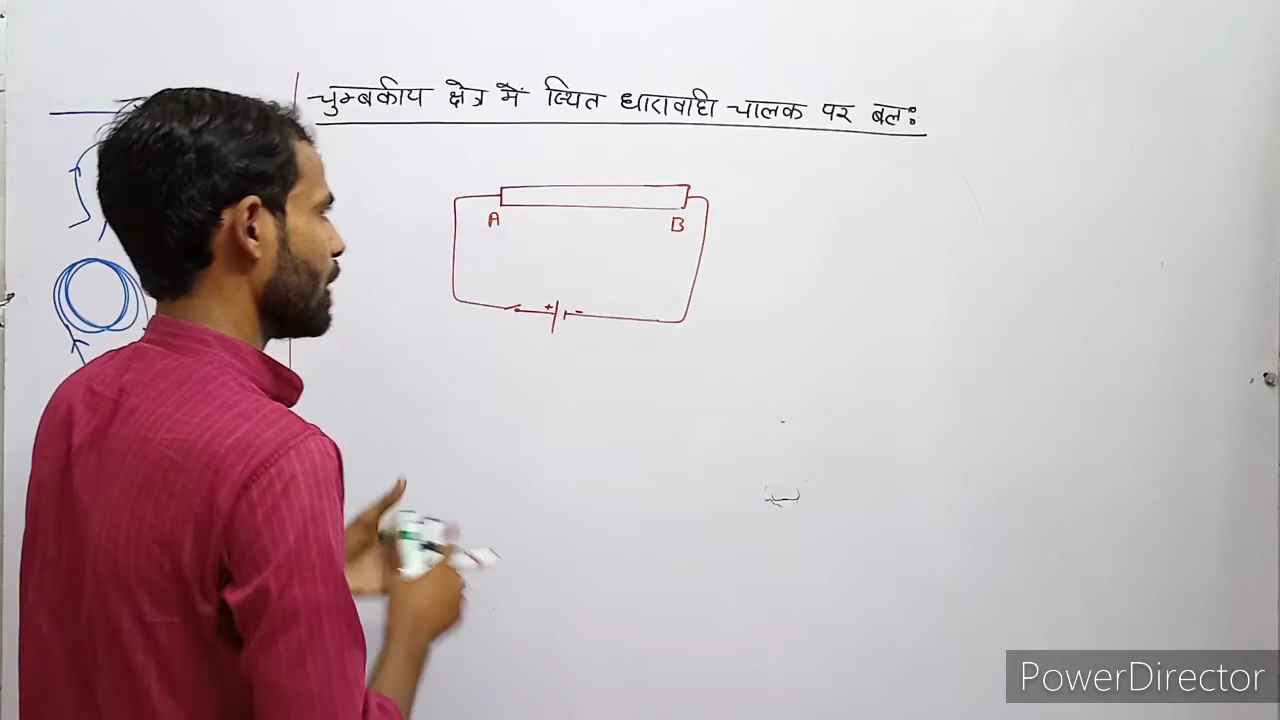 चुम्बकीय क्षेत्र में स्थित धारावाही चालक पर बल:
A B
+ -
PowerDirector